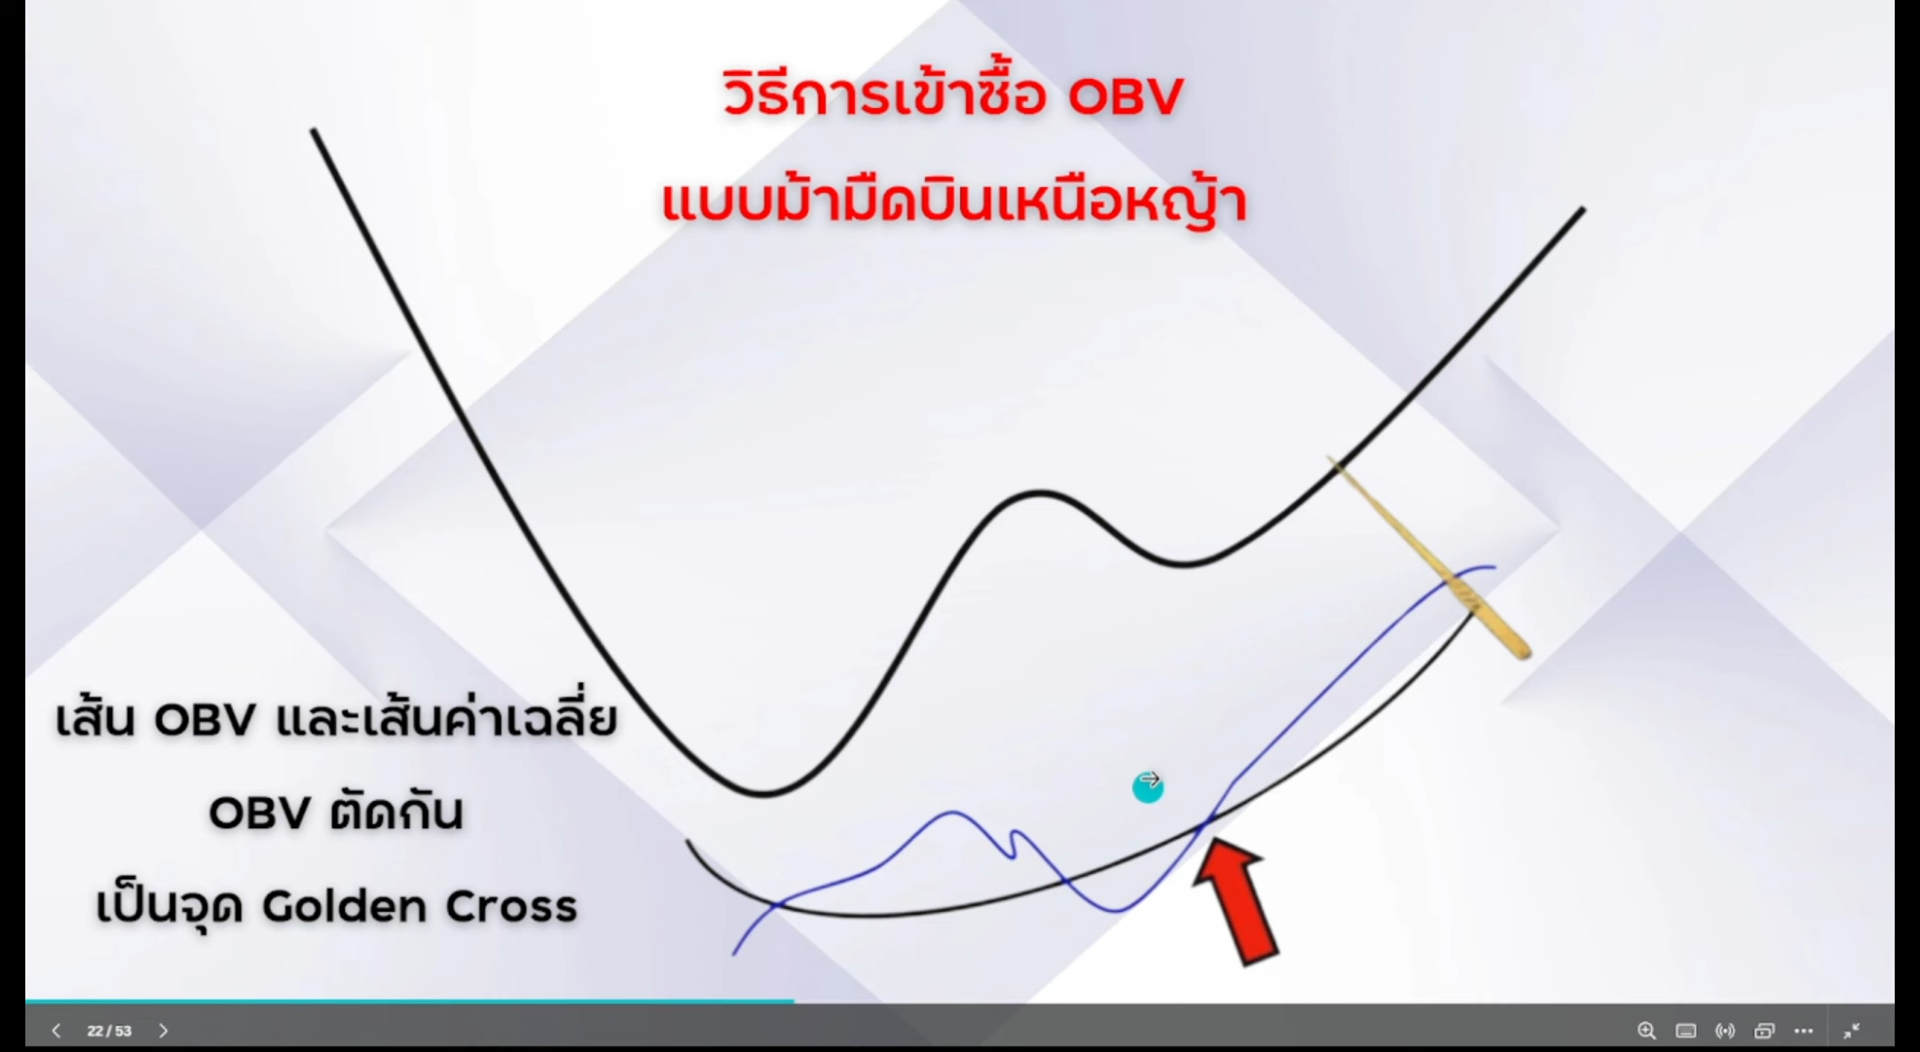 วิธีการเข้าซื้อ OBV
แบบม้ามืดบินเหนือหญ้า
เส้น OBV และเส้นค่าเฉลี่ย
OBV ตัดกัน
เป็นจุด Golden Cross
22 / 53